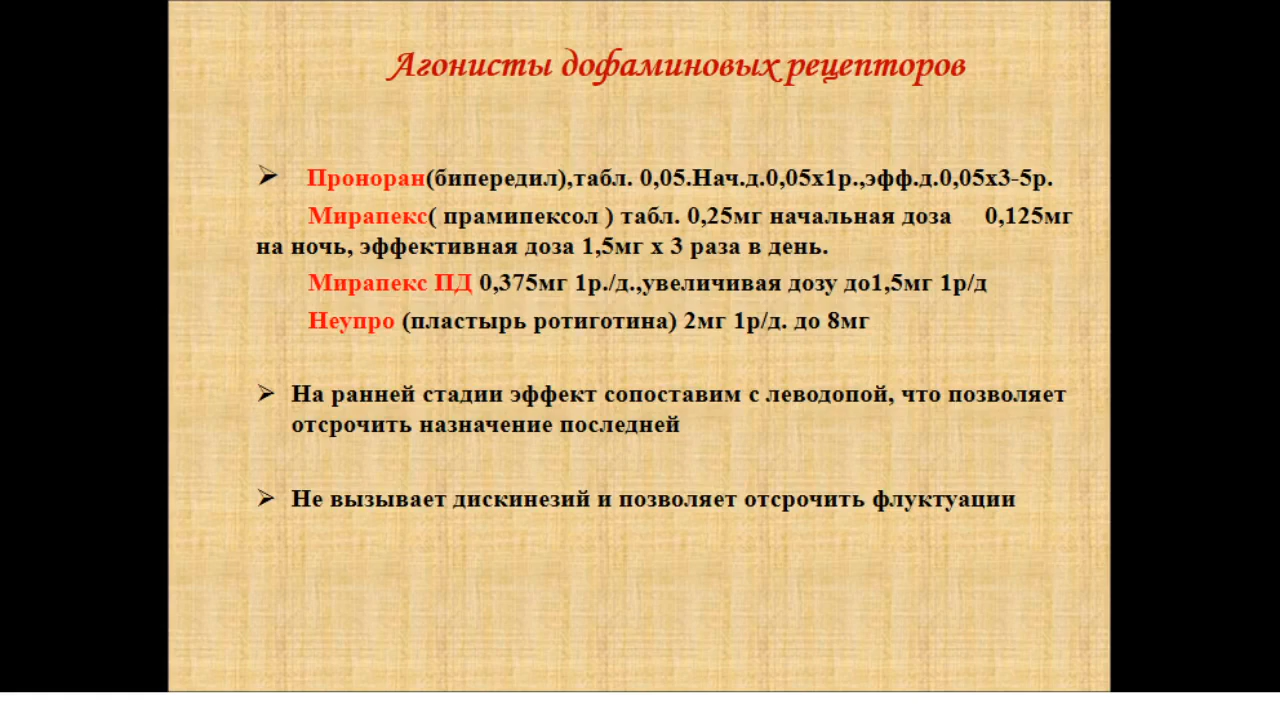 Агонисты дофаминовых рецепторов
Проноран(бипередил),табл. 0,05.Нач.д.0,05х1р.,эфф.д.0,05х3-5р.
Мирапекс( прамипексол ) табл. 0,25мг начальная доза 0,125мг
на ночь, эффективная доза 1,5мг х 3 раза в день.
Мирапекс ПД 0,375мг 1р./д.,увеличивая дозу до1,5мг 1р/д
Неупро (пластырь ротиготина) 2мг 1р/д. до 8мг
На ранней стадии эффект сопоставим с леводопой, что позволяет
отсрочить назначение последней
Не вызывает дискинезий и позволяет отсрочить флуктуации